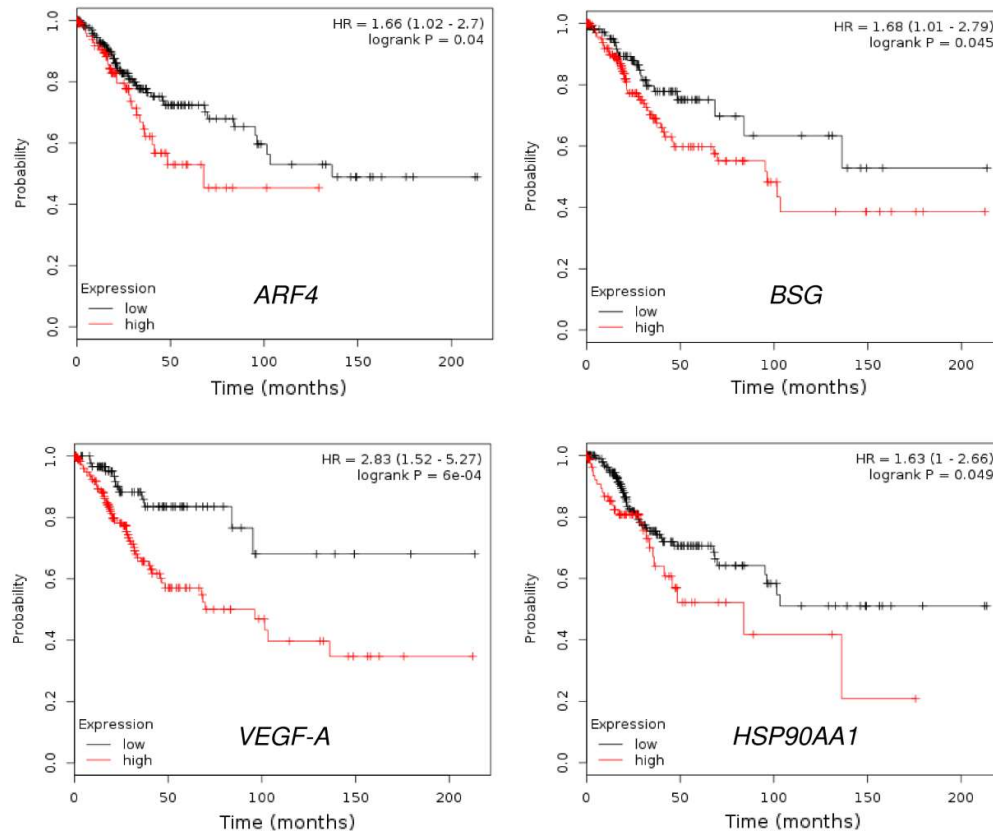 HR = 1.66 (1.02 - 2.7)
logrank P = 0.04
Probability
0.0 0.2 0.4 0.6 0.8 1.0
Expression
low
high
ARF4
0 50 100 150 200
Time (months)
HR = 1.68 (1.01 - 2.79)
logrank P = 0.045
Probability
0.0 0.2 0.4 0.6 0.8 1.0
Expression
low
high
BSG
0 50 100 150 200
Time (months)
HR = 2.83 (1.52 - 5.27)
logrank P = 6e-04
Probability
0.0 0.2 0.4 0.6 0.8 1.0
Expression
low
high
VEGF-A
0 50 100 150 200
Time (months)
HR = 1.63 (1 - 2.66)
logrank P = 0.049
Probability
0.0 0.2 0.4 0.6 0.8 1.0
Expression
low
high
HSP90AA1
0 50 100 150 200
Time (months)